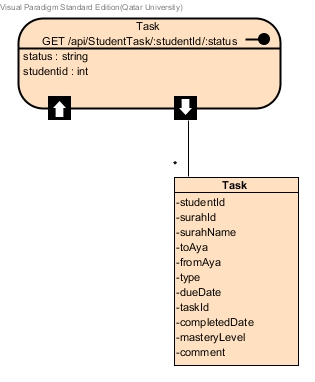 Visual Paradigm Standard Edition(Qatar University)
Task
GET /api/StudentTask/:studentId/:status
status : string
studentid : int
*
Task
-studentId
-surahId
-surahName
-toAya
-fromAya
-type
-dueDate
-taskId
-completedDate
-masteryLevel
-comment